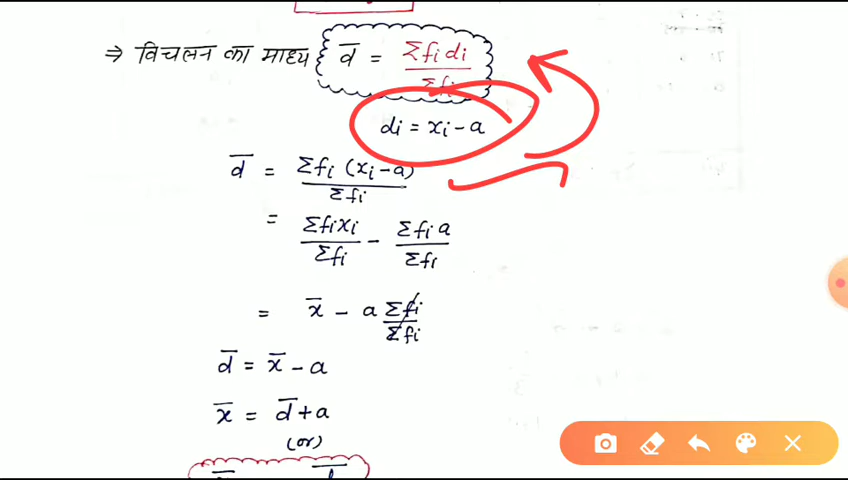 ⇒ विचलन का माध्य d̅ = Σfidi / Σfi
di = xi - a
d̅ = Σfi (xi - a) / Σfi
= Σfixi / Σfi - Σfi a / Σfi
= x̅ - a Σfi / Σfi
d̅ = x̅ - a
x̅ = d̅ + a
(or)